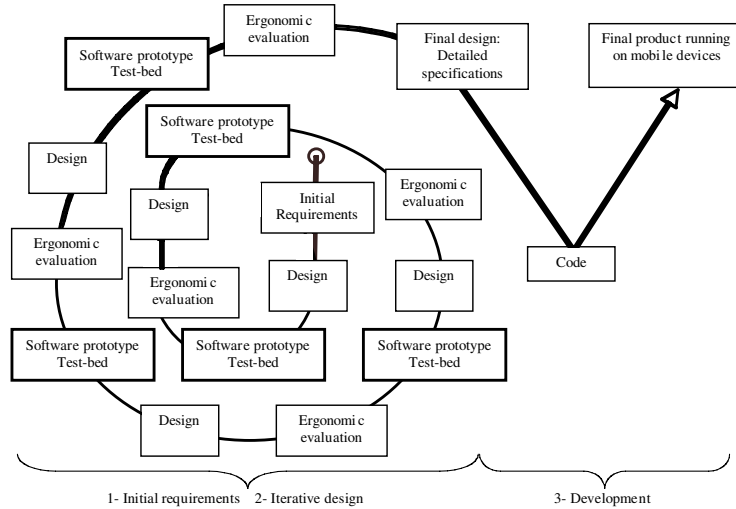 Ergonomic
evaluation
Final design:
Detailed
specifications
Final product running
on mobile devices
Software prototype
Test-bed
Software prototype
Test-bed
Design
Ergonomic
evaluation
Design
Initial
Requirements
Ergonomic
evaluation
Design
Design
Code
Ergonomic
evaluation
Software prototype
Test-bed
Software prototype
Test-bed
Software prototype
Test-bed
Design
Ergonomic
evaluation
1- Initial requirements 2- Iterative design
3- Development